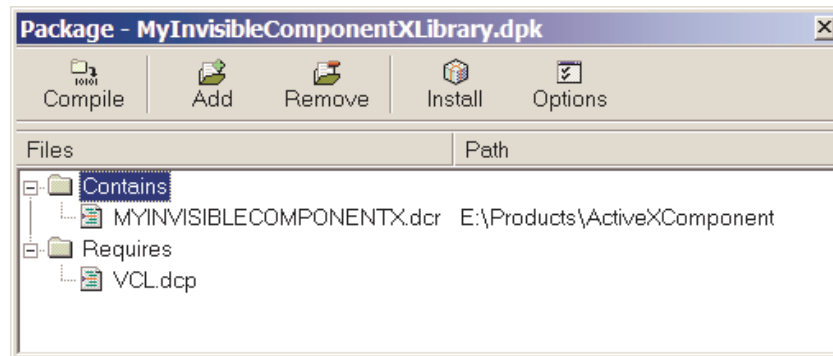 Package - MyInvisibleComponentXLibrary.dpk
Compile Add Remove Install Options
Files Path
Contains
MYINVISIBLECOMPONENTX.dcr E:\Products\ActiveXComponent
Requires
VCL.dcp